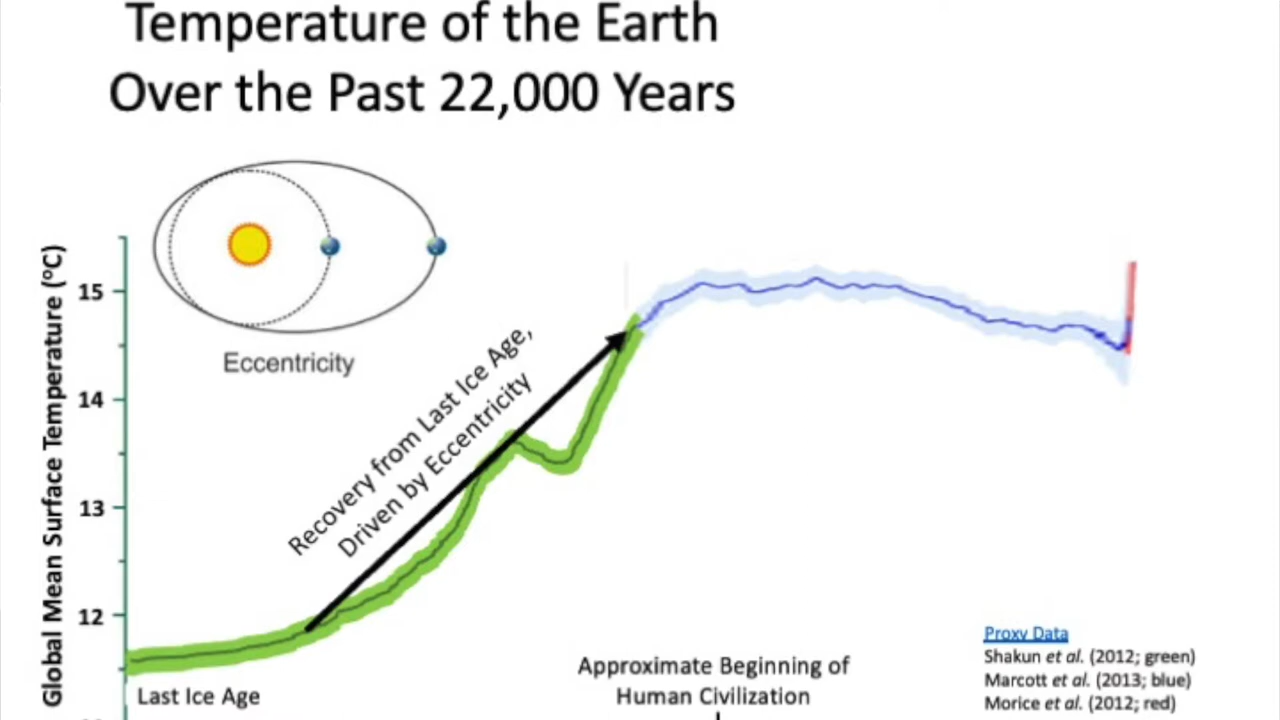 Temperature of the Earth
Over the Past 22,000 Years
Eccentricity
Global Mean Surface Temperature (°C)
15
14
13
12
Recovery from Last Ice Age,
Driven by Eccentricity
Last Ice Age
Approximate Beginning of
Human Civilization
Proxy Data
Shakun et al. (2012; green)
Marcott et al. (2013; blue)
Morice et al. (2012; red)